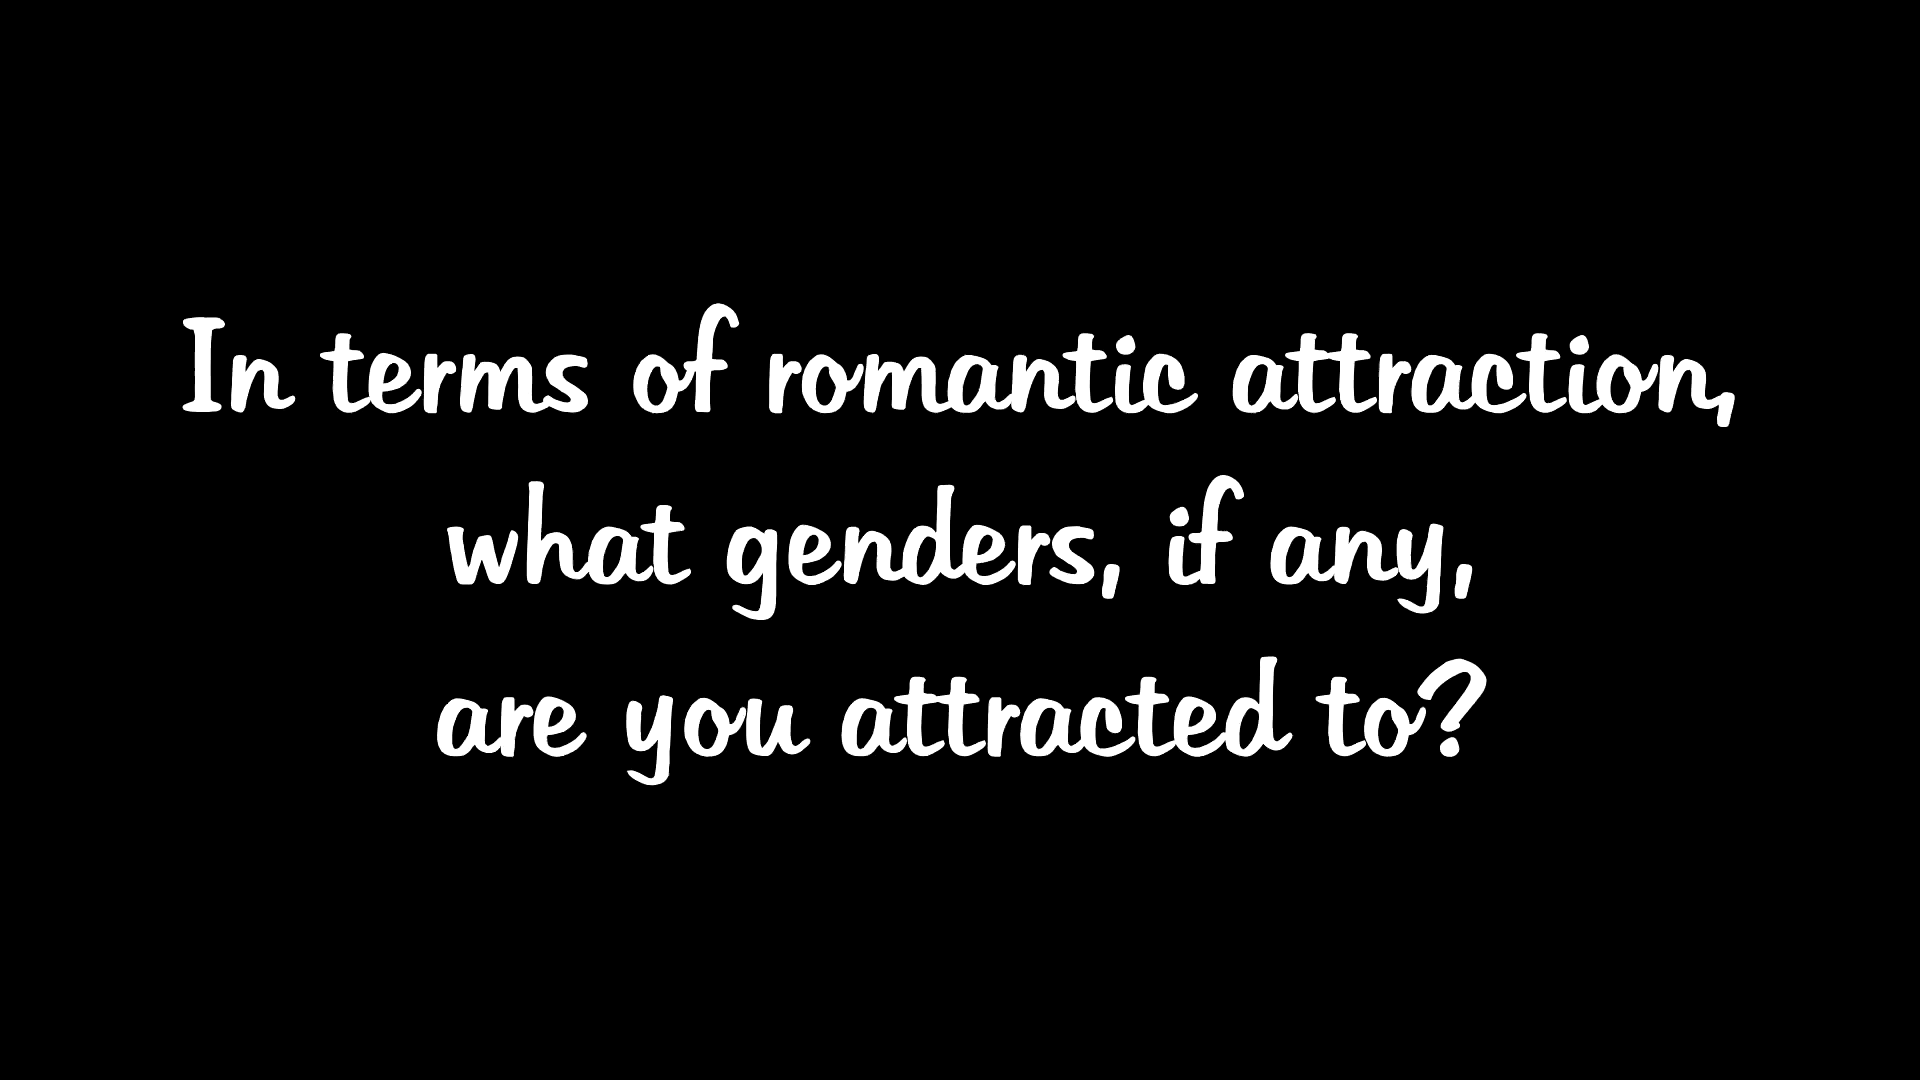 In terms of romantic attraction,
what genders, if any,
are you attracted to?